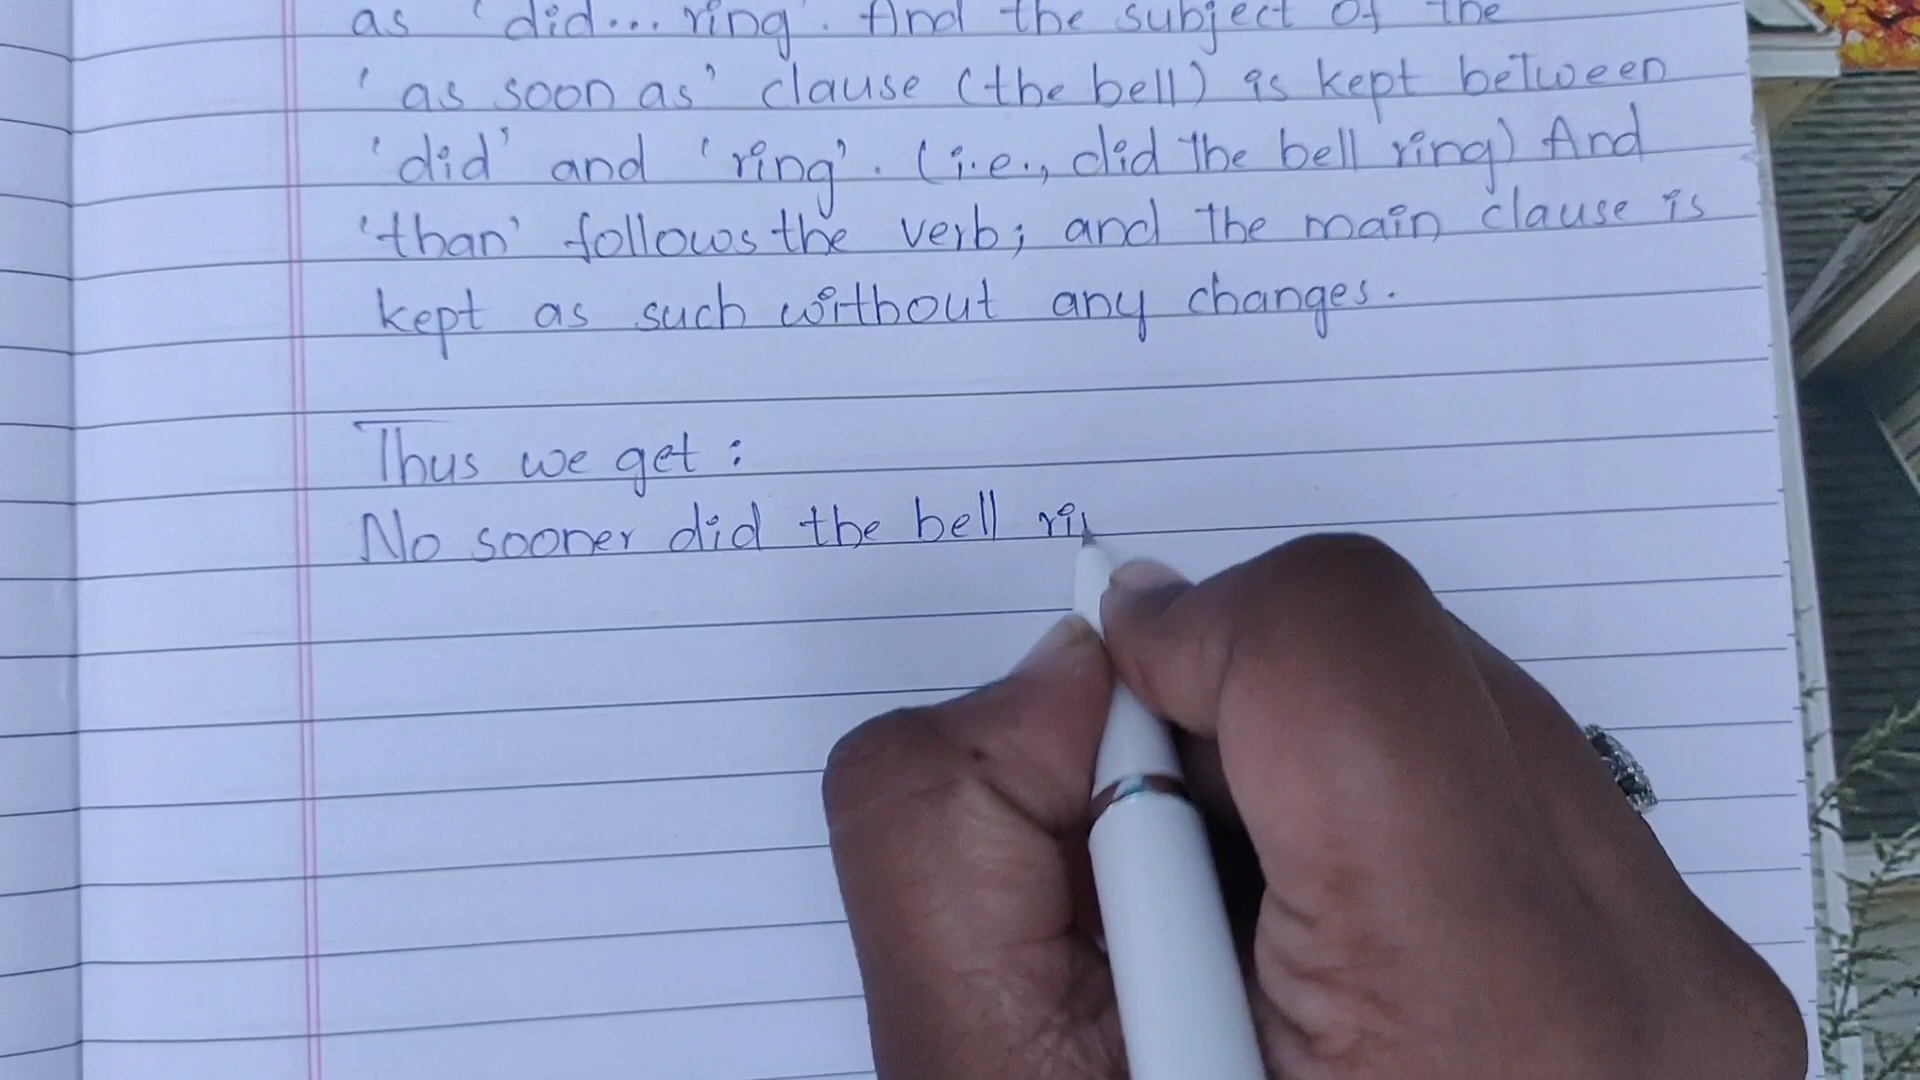 as 'did... ring'. And the subject of the
'as soon as' clause (the bell) is kept between
'did' and 'ring'. (i.e., did the bell ring) And
'than' follows the verb; and the main clause is
kept as such without any changes.
Thus we get :
No sooner did the bell rin